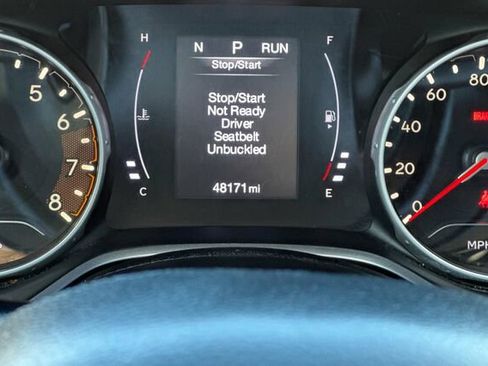 H
N P RUN
F
Stop/Start
Stop/Start
Not Ready
Driver
Seatbelt
Unbuckled
C
48171 mi
E
5
6
7
8
0
20
40
60
80
MPH